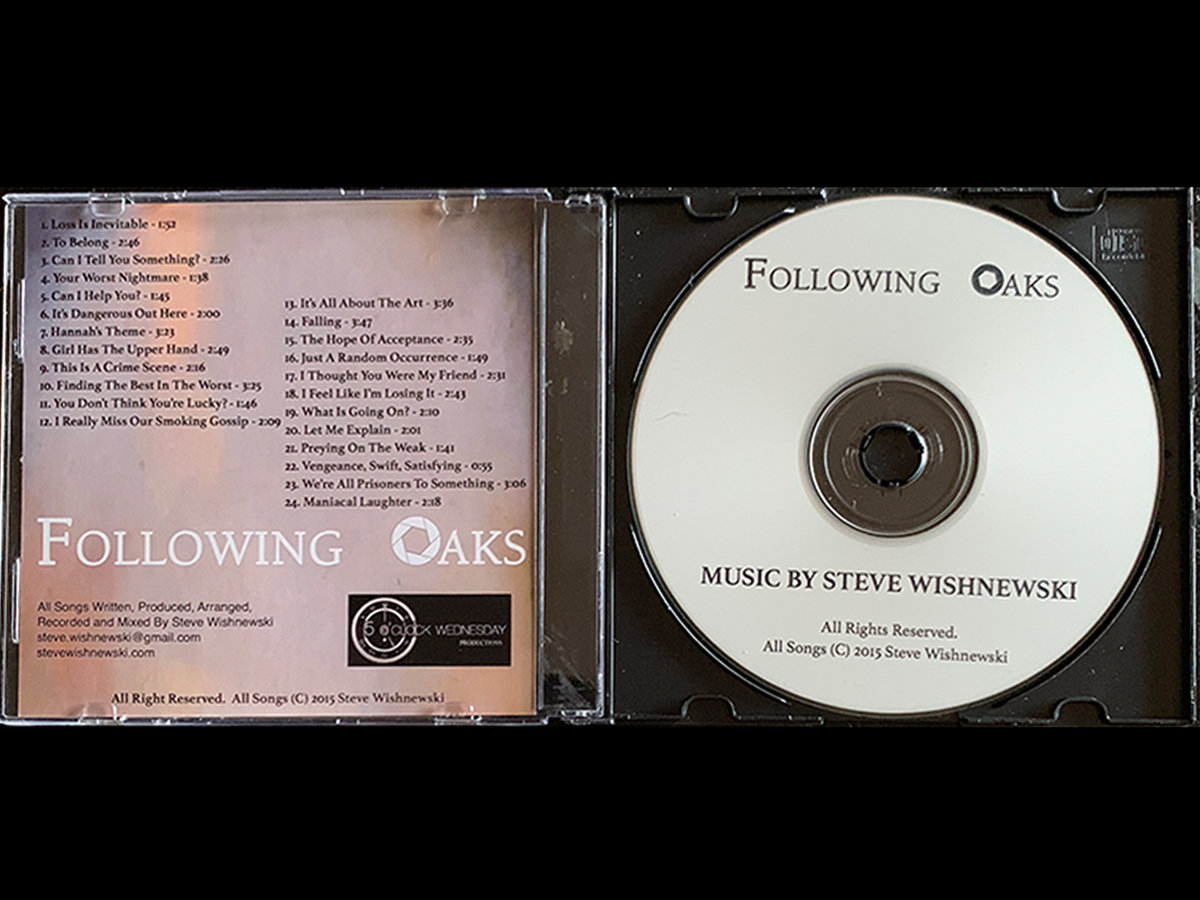 1. Loss Is Inevitable - 1:52
2. To Belong - 2:46
3. Can I Tell You Something? - 2:26
4. Your Worst Nightmare - 1:38
5. Can I Help You? - 1:45
6. It's Dangerous Out Here - 2:00
7. Hannah's Theme - 3:23
8. Girl Has The Upper Hand - 2:49
9. This Is A Crime Scene - 2:16
10. Finding The Best In The Worst - 3:25
11. You Don't Think You're Lucky? - 1:46
12. I Really Miss Our Smoking Gossip - 2:09
13. It's All About The Art - 3:36
14. Falling - 3:47
15. The Hope Of Acceptance - 2:35
16. Just A Random Occurrence - 1:49
17. I Thought You Were My Friend - 2:31
18. I Feel Like I'm Losing It - 2:43
19. What Is Going On? - 2:10
20. Let Me Explain - 2:01
21. Preying On The Weak - 1:41
22. Vengeance, Swift, Satisfying - 0:55
23. We're All Prisoners To Something - 3:06
24. Maniacal Laughter - 2:18
FOLLOWING OAKS
All Songs Written, Produced, Arranged,
Recorded and Mixed By Steve Wishnewski
steve.wishnewski@gmail.com
stevewishnewski.com
5 O'CLOCK WEDNESDAY
PRODUCTIONS
All Right Reserved. All Songs (C) 2015 Steve Wishnewski
FOLLOWING OAKS
MUSIC BY STEVE WISHNEWSKI
All Rights Reserved.
All Songs (C) 2015 Steve Wishnewski